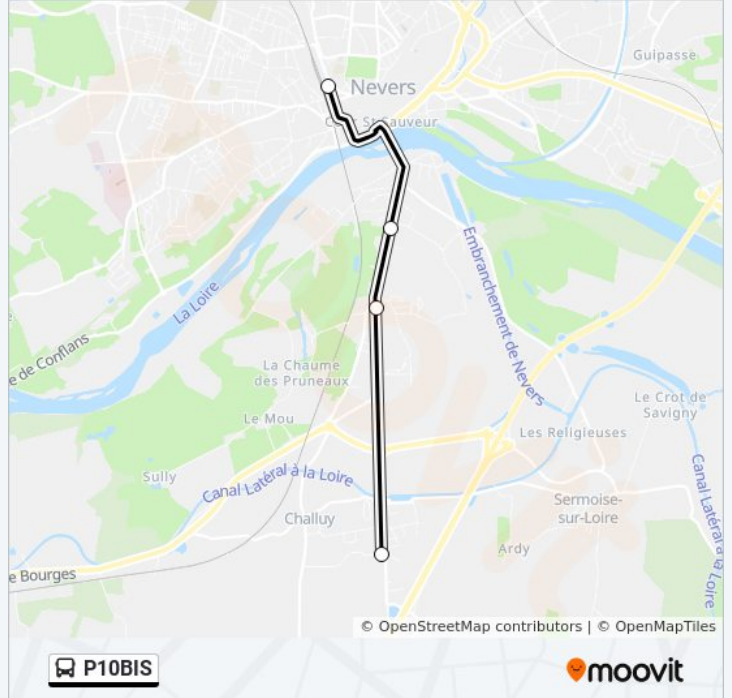 Guipasse
Nevers
St Sauveur
Embranchement de Nevers
La Loire
e de Conflans
La Chaume
des Pruneaux
Le Crot de
Savigny
Le Mou
Les Religieuses
Sully
Canal Latéral à la Loire
Canal Latéral à
la Loire
Sermoise-
sur-Loire
Challuy
Ardy
e Bourges
© OpenStreetMap contributors | © OpenMapTiles
P10BIS
moovit